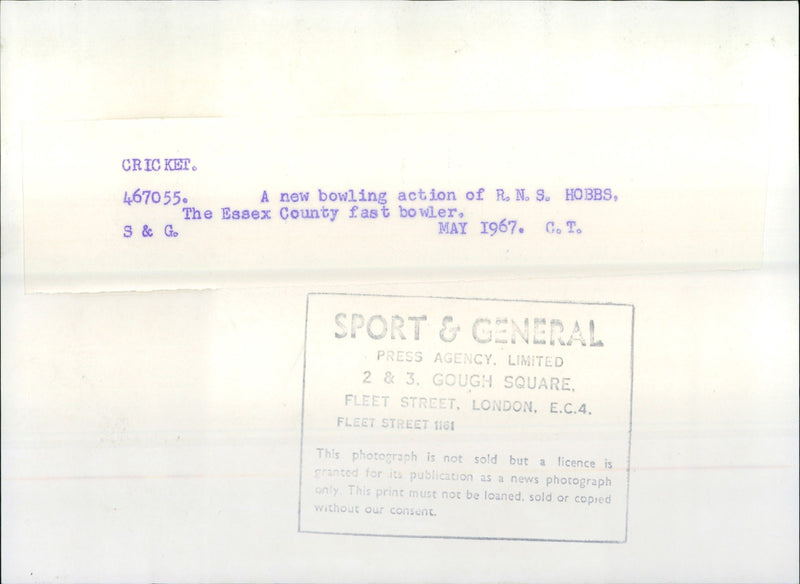 CRICKET.
467055. A new bowling action of R.N.S. HOBBS,
The Essex County fast bowler.
S & G. MAY 1967. C.T.
SPORT & GENERAL
PRESS AGENCY, LIMITED
2 & 3, GOUGH SQUARE,
FLEET STREET, LONDON, E.C.4.
FLEET STREET 1161
This photograph is not sold but a licence is
granted for its publication as a news photograph
only. This print must not be loaned, sold or copied
without our consent.